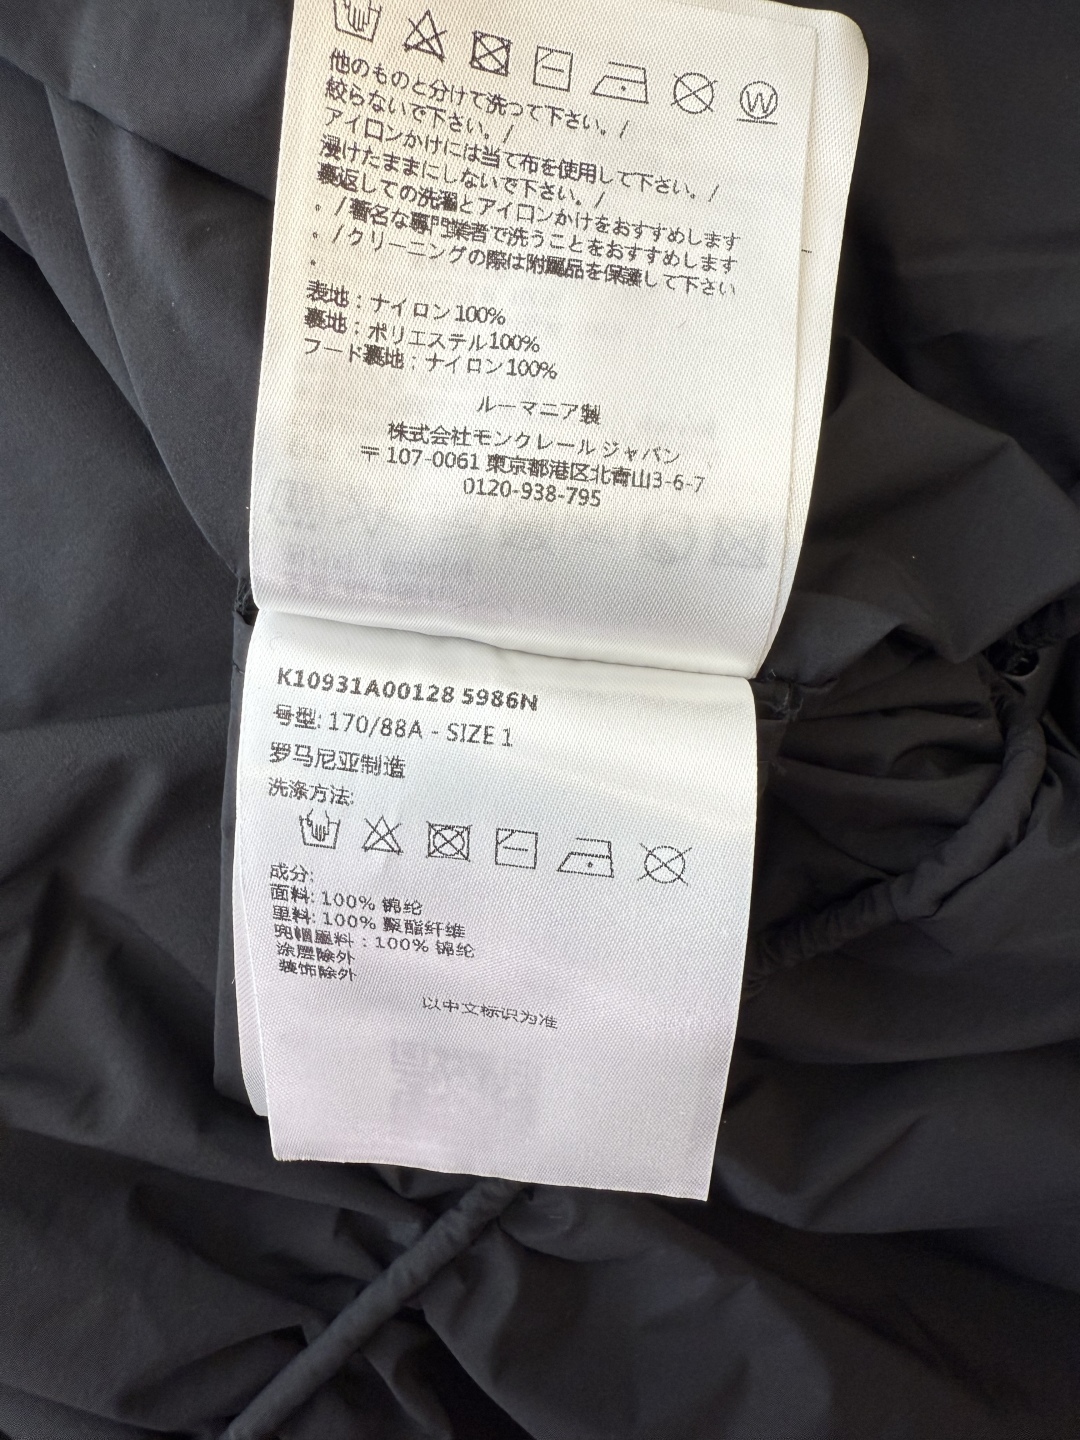 他のものと分けて洗って下さい。/
絞らないで下さい。/
アイロンかけには当て布を使用して下さい。/
浸けたままにしないで下さい。/
裏返しての洗濯とアイロンかけをおすすめします
。/著名な專門業者で洗うことをおすすめします
。/クリーニングの際は附属品を保護して下さい
。
表地：ナイロン100%
裏地：ポリエステル100%
フード裏地：ナイロン100%
ルーマニア製
株式会社モンクレール ジャパン
〒107-0061 東京都港区北青山3-6-7
0120-938-795
K10931A00128 5986N
号型: 170/88A - SIZE 1
罗马尼亚制造
洗涤方法:
成分:
面料: 100% 锦纶
里料: 100% 聚酯纤维
兜帽里料：100% 锦纶
涂层除外
装饰除外
以中文标识为准